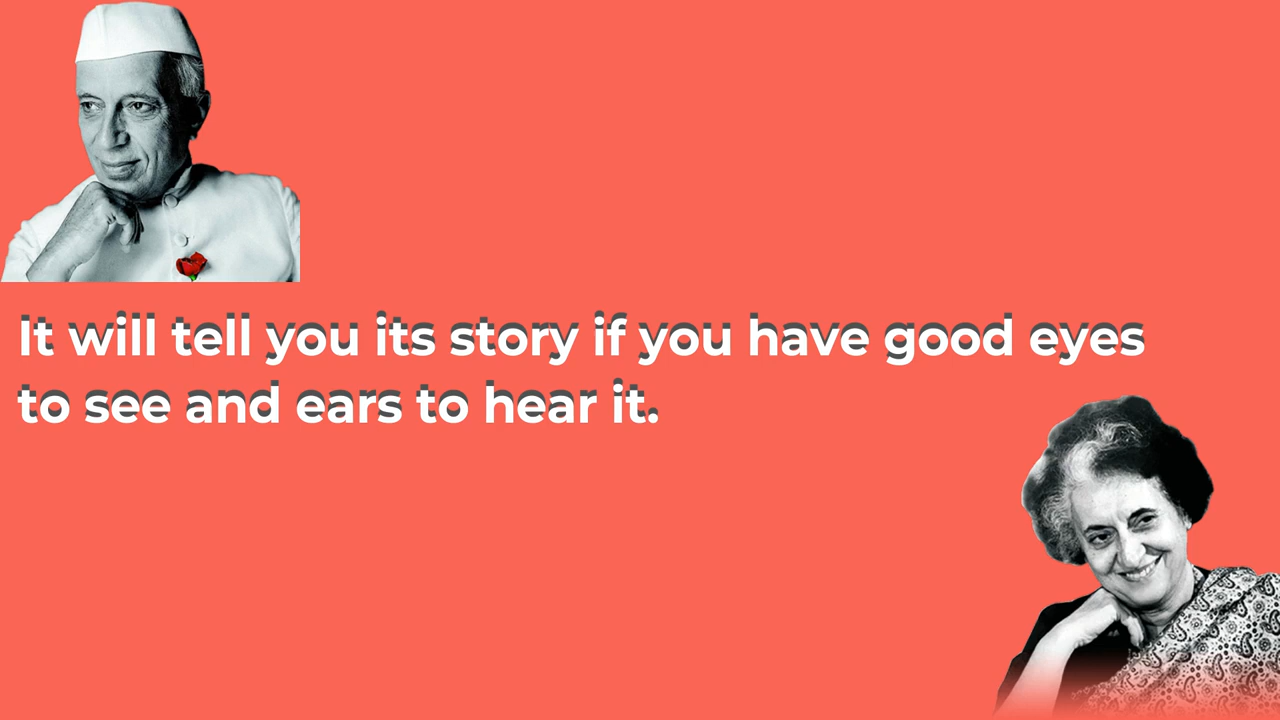 It will tell you its story if you have good eyes
to see and ears to hear it.